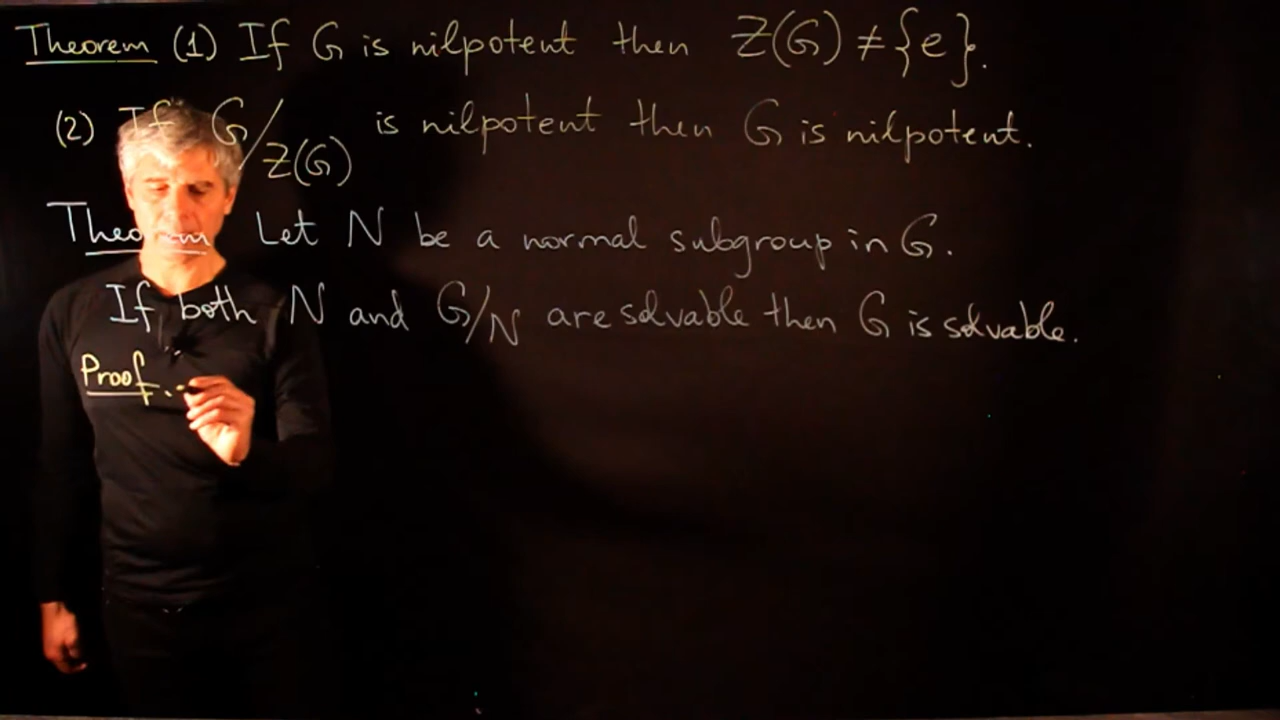 Theorem (1) If G is nilpotent then Z(G) ≠ {e}.
(2) If G/Z(G) is nilpotent then G is nilpotent.
Theorem Let N be a normal subgroup in G.
If both N and G/N are solvable then G is solvable.
Proof.